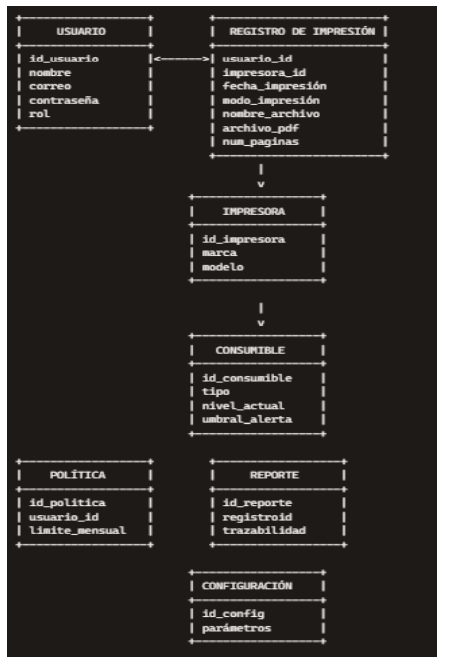 USUARIO
REGISTRO DE IMPRESIÓN
id_usuario
nombre
correo
contraseña
rol
usuario_id
impresora_id
fecha_impresión
modo_impresión
nombre_archivo
archivo_pdf
num_paginas
IMPRESORA
id_impresora
marca
modelo
CONSUMIBLE
id_consumible
tipo
nivel_actual
umbral_alerta
POLÍTICA
id_politica
usuario_id
limite_mensual
REPORTE
id_reporte
registroid
trazabilidad
CONFIGURACIÓN
id_config
parámetros